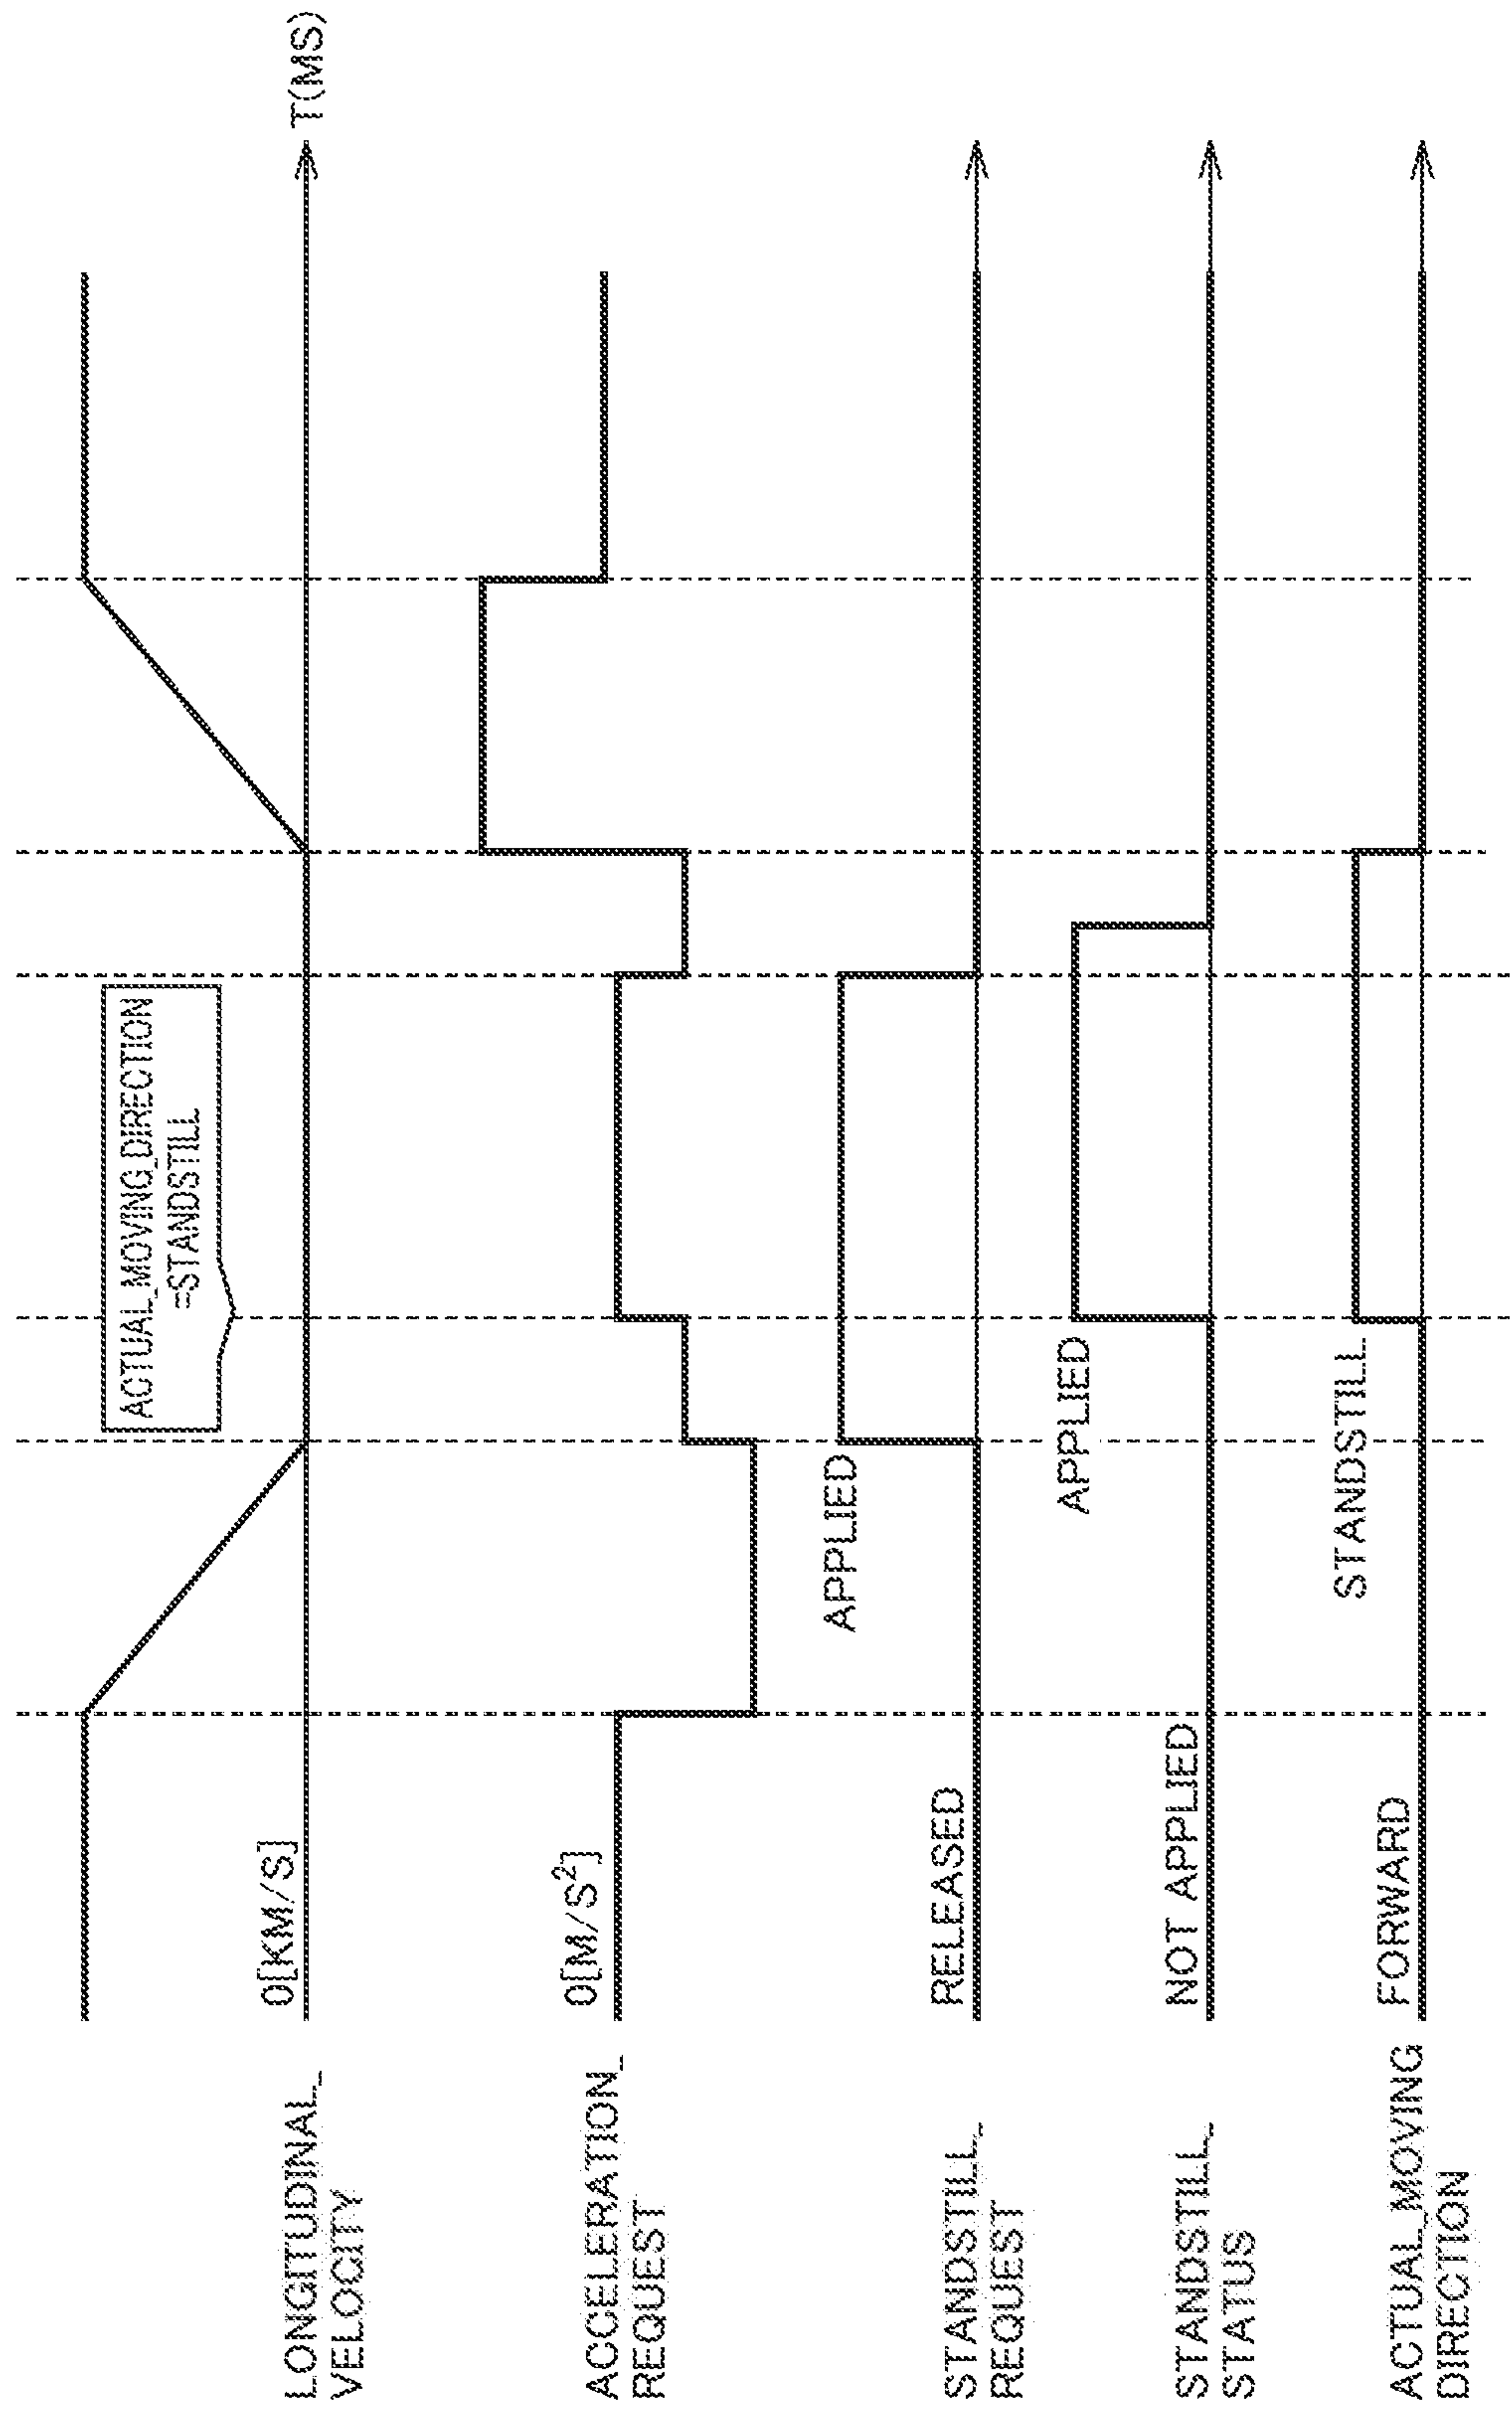 T(MS)
ACTUAL_MOVING_DIRECTION
=STANDSTILL
LONGITUDINAL_
VELOCITY
0[KM/S]
ACCELERATION_
REQUEST
0[M/S²]
STANDSTILL_
REQUEST
RELEASED
APPLIED
STANDSTILL_
STATUS
NOT APPLIED
APPLIED
ACTUAL_MOVING
DIRECTION
FORWARD
STANDSTILL